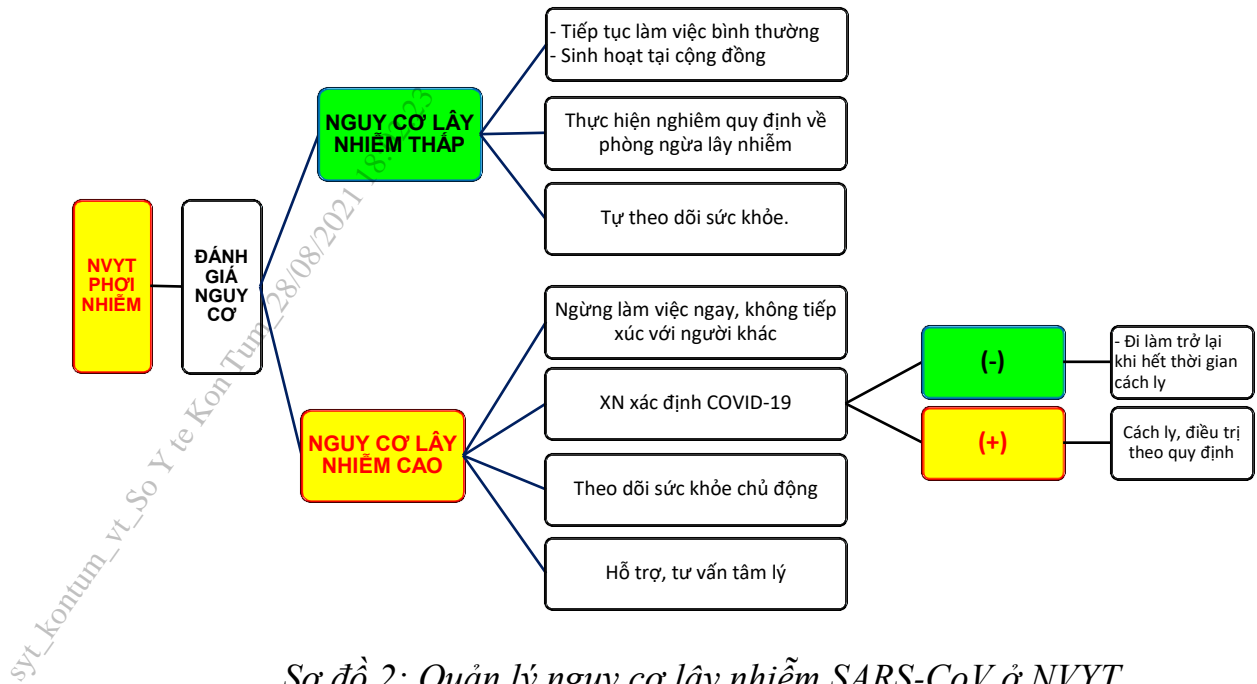 - Tiếp tục làm việc bình thường
- Sinh hoạt tại cộng đồng
NGUY CƠ LÂY
NHIỄM THẤP
Thực hiện nghiêm quy định về
phòng ngừa lây nhiễm
Tự theo dõi sức khỏe.
NVYT
PHƠI
NHIỄM
ĐÁNH
GIÁ
NGUY
CƠ
Ngừng làm việc ngay, không tiếp
xúc với người khác
NGUY CƠ LÂY
NHIỄM CAO
XN xác định COVID-19
(-)
- Đi làm trở lại
khi hết thời gian
cách ly
(+)
Cách ly, điều trị
theo quy định
Theo dõi sức khỏe chủ động
Hỗ trợ, tư vấn tâm lý
syt_kontum_vt_So Y te Kon Tum_28/08/2021
Sơ đồ 2: Quản lý nguy cơ lây nhiễm SARS-CoV ở NVYT